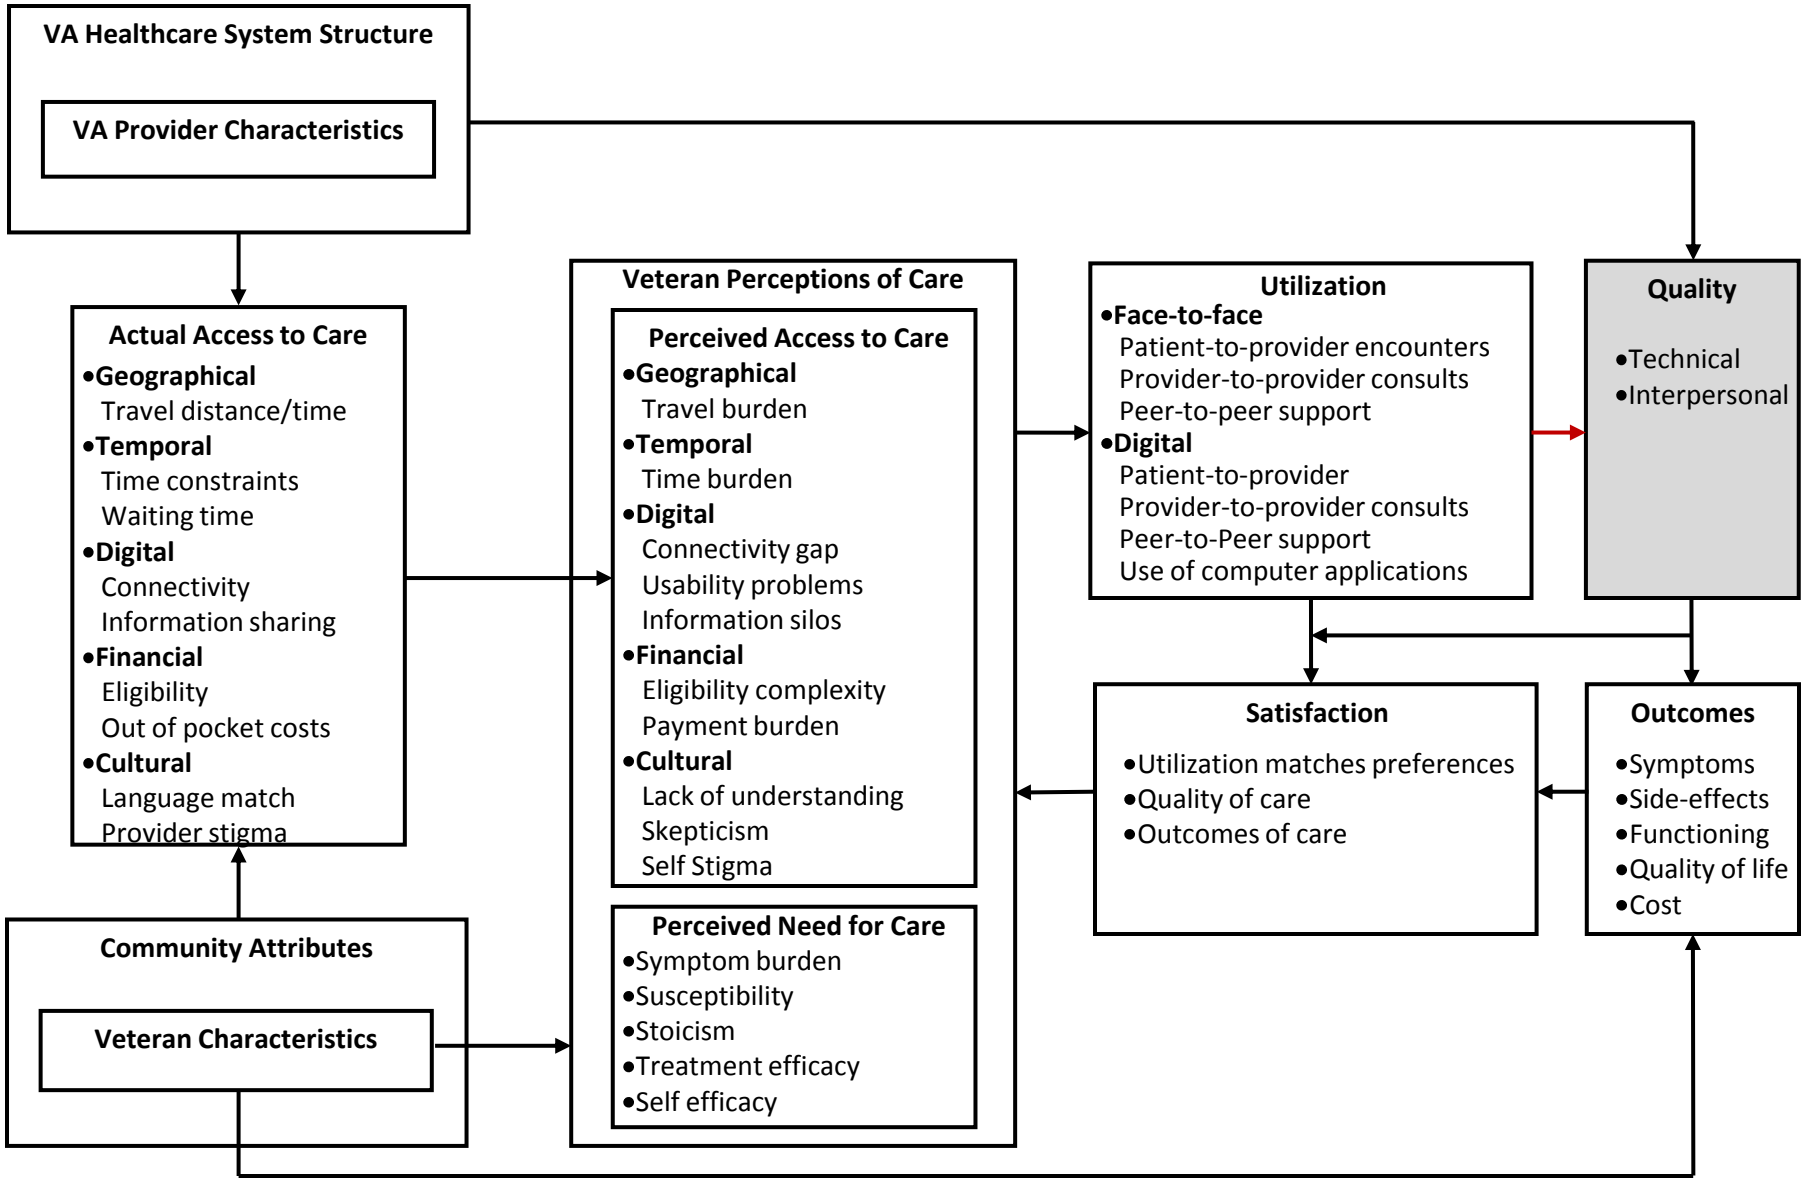 VA Healthcare System Structure
VA Provider Characteristics
Actual Access to Care
•Geographical
Travel distance/time
•Temporal
Time constraints
Waiting time
•Digital
Connectivity
Information sharing
•Financial
Eligibility
Out of pocket costs
•Cultural
Language match
Provider stigma
Community Attributes
Veteran Characteristics
Veteran Perceptions of Care
Perceived Access to Care
•Geographical
Travel burden
•Temporal
Time burden
•Digital
Connectivity gap
Usability problems
Information silos
•Financial
Eligibility complexity
Payment burden
•Cultural
Lack of understanding
Skepticism
Self Stigma
Perceived Need for Care
•Symptom burden
•Susceptibility
•Stoicism
•Treatment efficacy
•Self efficacy
Utilization
•Face-to-face
Patient-to-provider encounters
Provider-to-provider consults
Peer-to-peer support
•Digital
Patient-to-provider
Provider-to-provider consults
Peer-to-Peer support
Use of computer applications
Quality
•Technical
•Interpersonal
Satisfaction
•Utilization matches preferences
•Quality of care
•Outcomes of care
Outcomes
•Symptoms
•Side-effects
•Functioning
•Quality of life
•Cost